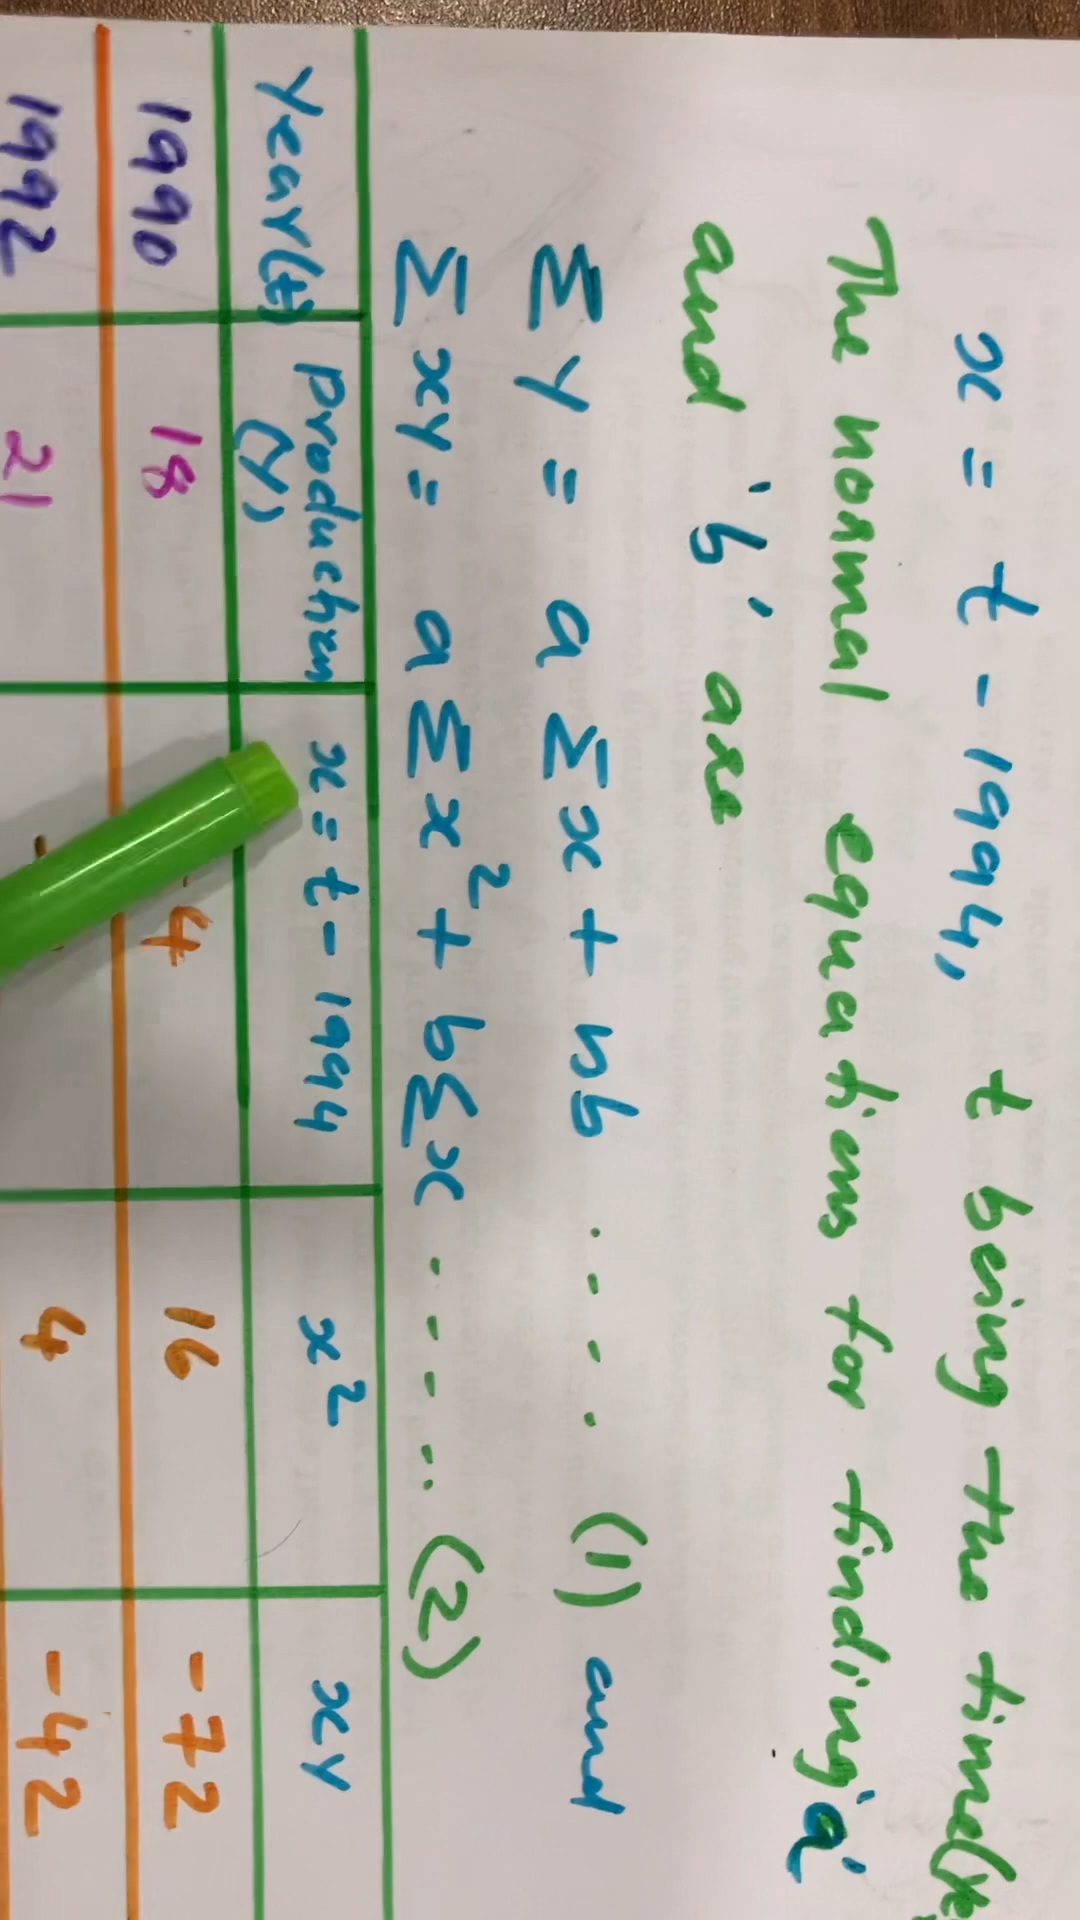 x = t - 1994, t being the time
The normal equations for finding 'a'
and 'b' are
Σy = aΣx + nb .... (1) and
Σxy = aΣx² + bΣx ..... (2)
Year(t) Production (y) x = t - 1994 x² xy
1990 18 -4 16 -72
1992 21 4 -42